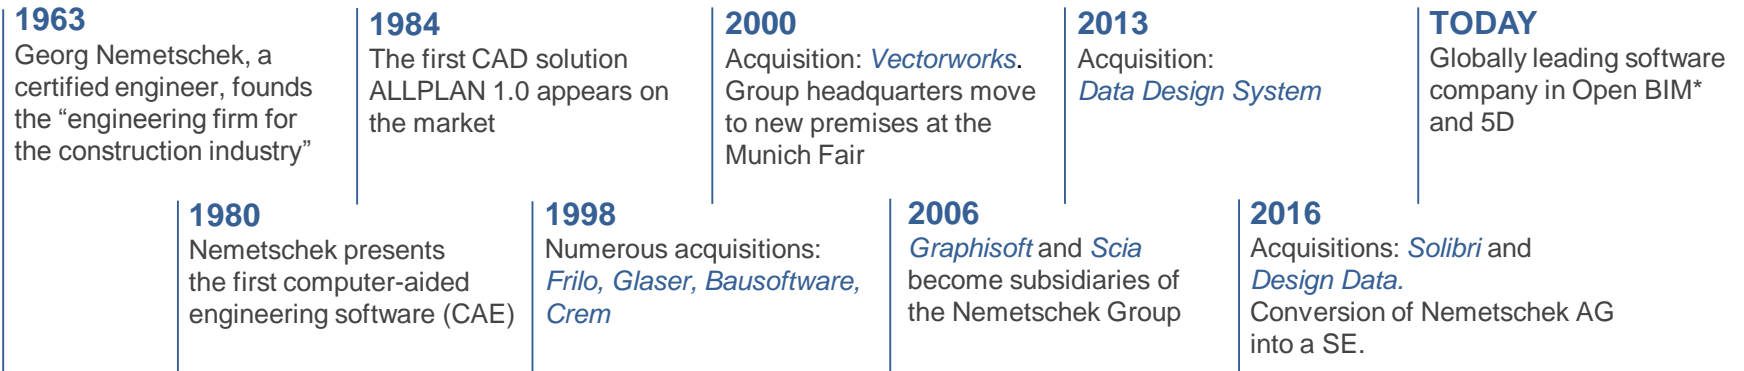 1963
Georg Nemetschek, a
certified engineer, founds
the “engineering firm for
the construction industry”
1980
Nemetschek presents
the first computer-aided
engineering software (CAE)
1984
The first CAD solution
ALLPLAN 1.0 appears on
the market
1998
Numerous acquisitions:
Frilo, Glaser, Bausoftware,
Crem
2000
Acquisition: Vectorworks.
Group headquarters move
to new premises at the
Munich Fair
2006
Graphisoft and Scia
become subsidiaries of
the Nemetschek Group
2013
Acquisition:
Data Design System
2016
Acquisitions: Solibri and
Design Data.
Conversion of Nemetschek AG
into a SE.
TODAY
Globally leading software
company in Open BIM*
and 5D